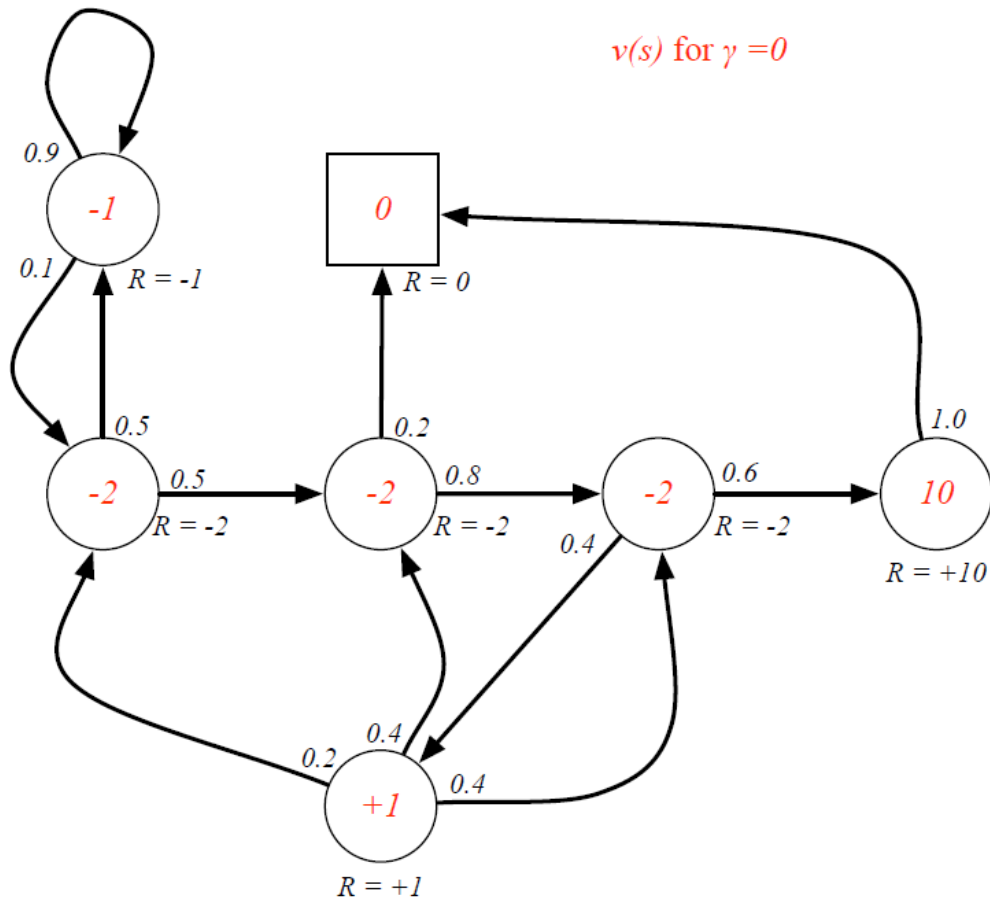 v(s) for γ =0
0.9
-1
0
0.1
R = -1
R = 0
0.5
0.2
1.0
-2
0.5
-2
0.8
-2
0.6
10
R = -2
R = -2
0.4
R = -2
R = +10
0.4
0.2
0.4
+1
R = +1